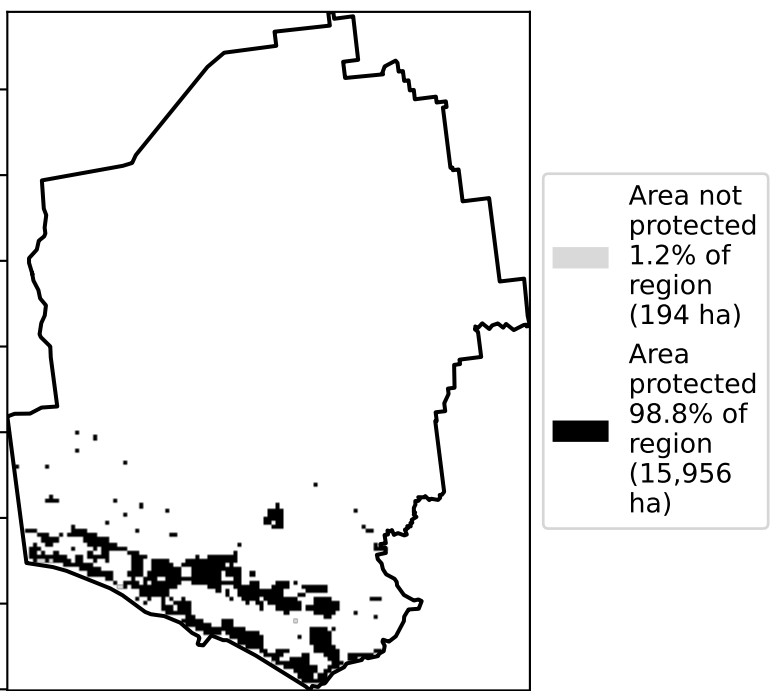 Area not
protected
1.2% of
region
(194 ha)
Area
protected
98.8% of
region
(15,956
ha)